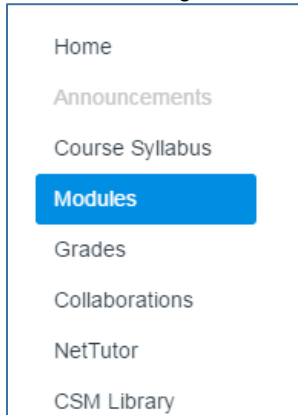 Home
Announcements
Course Syllabus
Modules
Grades
Collaborations
NetTutor
CSM Library